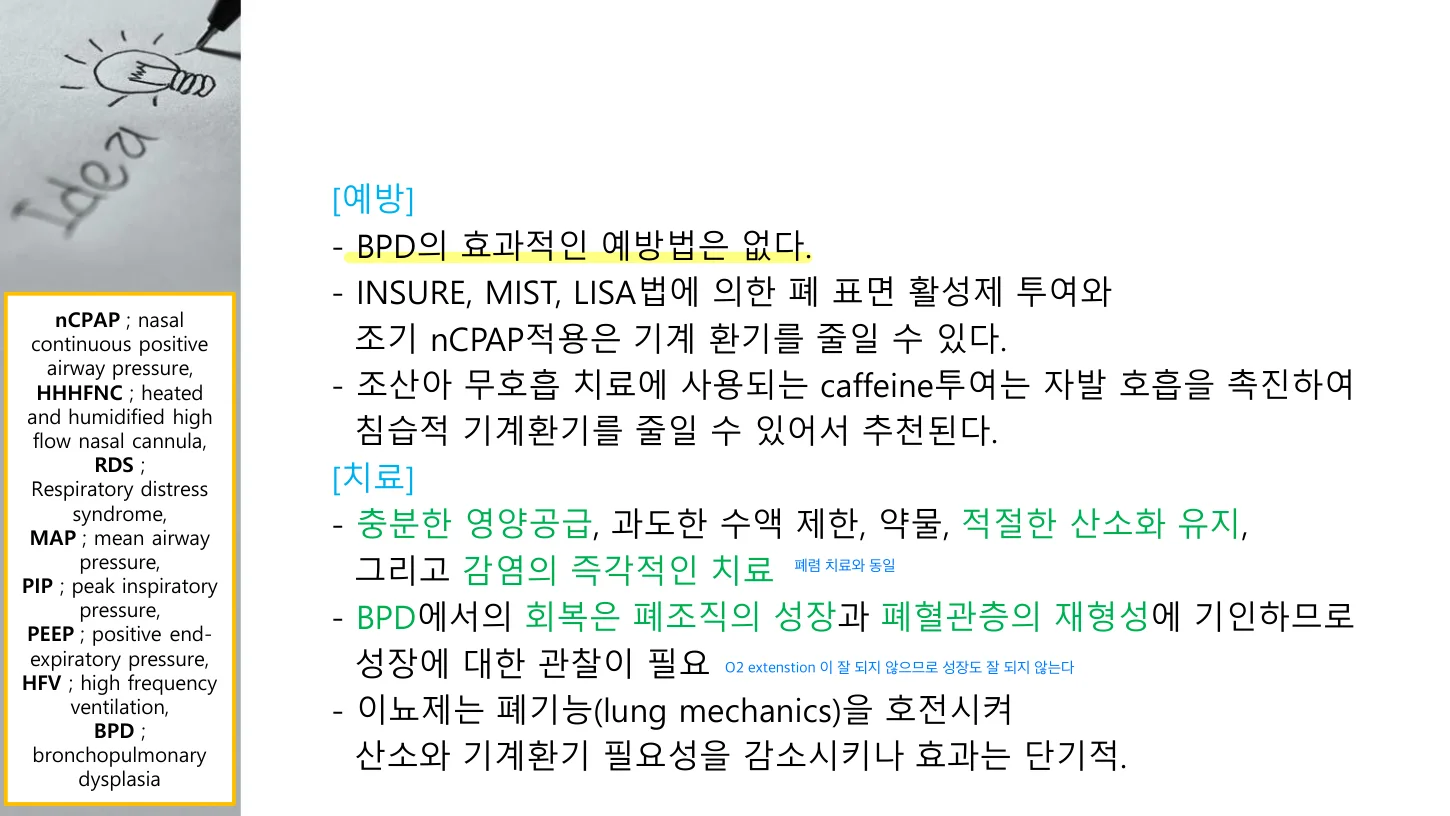 Idea
nCPAP ; nasal
continuous positive
airway pressure,
HHHFNC ; heated
and humidified high
flow nasal cannula,
RDS ;
Respiratory distress
syndrome,
MAP ; mean airway
pressure,
PIP ; peak inspiratory
pressure,
PEEP ; positive end-
expiratory pressure,
HFV ; high frequency
ventilation,
BPD ;
bronchopulmonary
dysplasia
[예방]
- BPD의 효과적인 예방법은 없다.
- INSURE, MIST, LISA법에 의한 폐 표면 활성제 투여와
조기 nCPAP적용은 기계 환기를 줄일 수 있다.
- 조산아 무호흡 치료에 사용되는 caffeine투여는 자발 호흡을 촉진하여
침습적 기계환기를 줄일 수 있어서 추천된다.
[치료]
- 충분한 영양공급, 과도한 수액 제한, 약물, 적절한 산소화 유지,
그리고 감염의 즉각적인 치료 폐렴 치료와 동일
- BPD에서의 회복은 폐조직의 성장과 폐혈관층의 재형성에 기인하므로
성장에 대한 관찰이 필요 O2 extenstion 이 잘 되지 않으므로 성장도 잘 되지 않는다
- 이뇨제는 폐기능(lung mechanics)을 호전시켜
산소와 기계환기 필요성을 감소시키나 효과는 단기적.